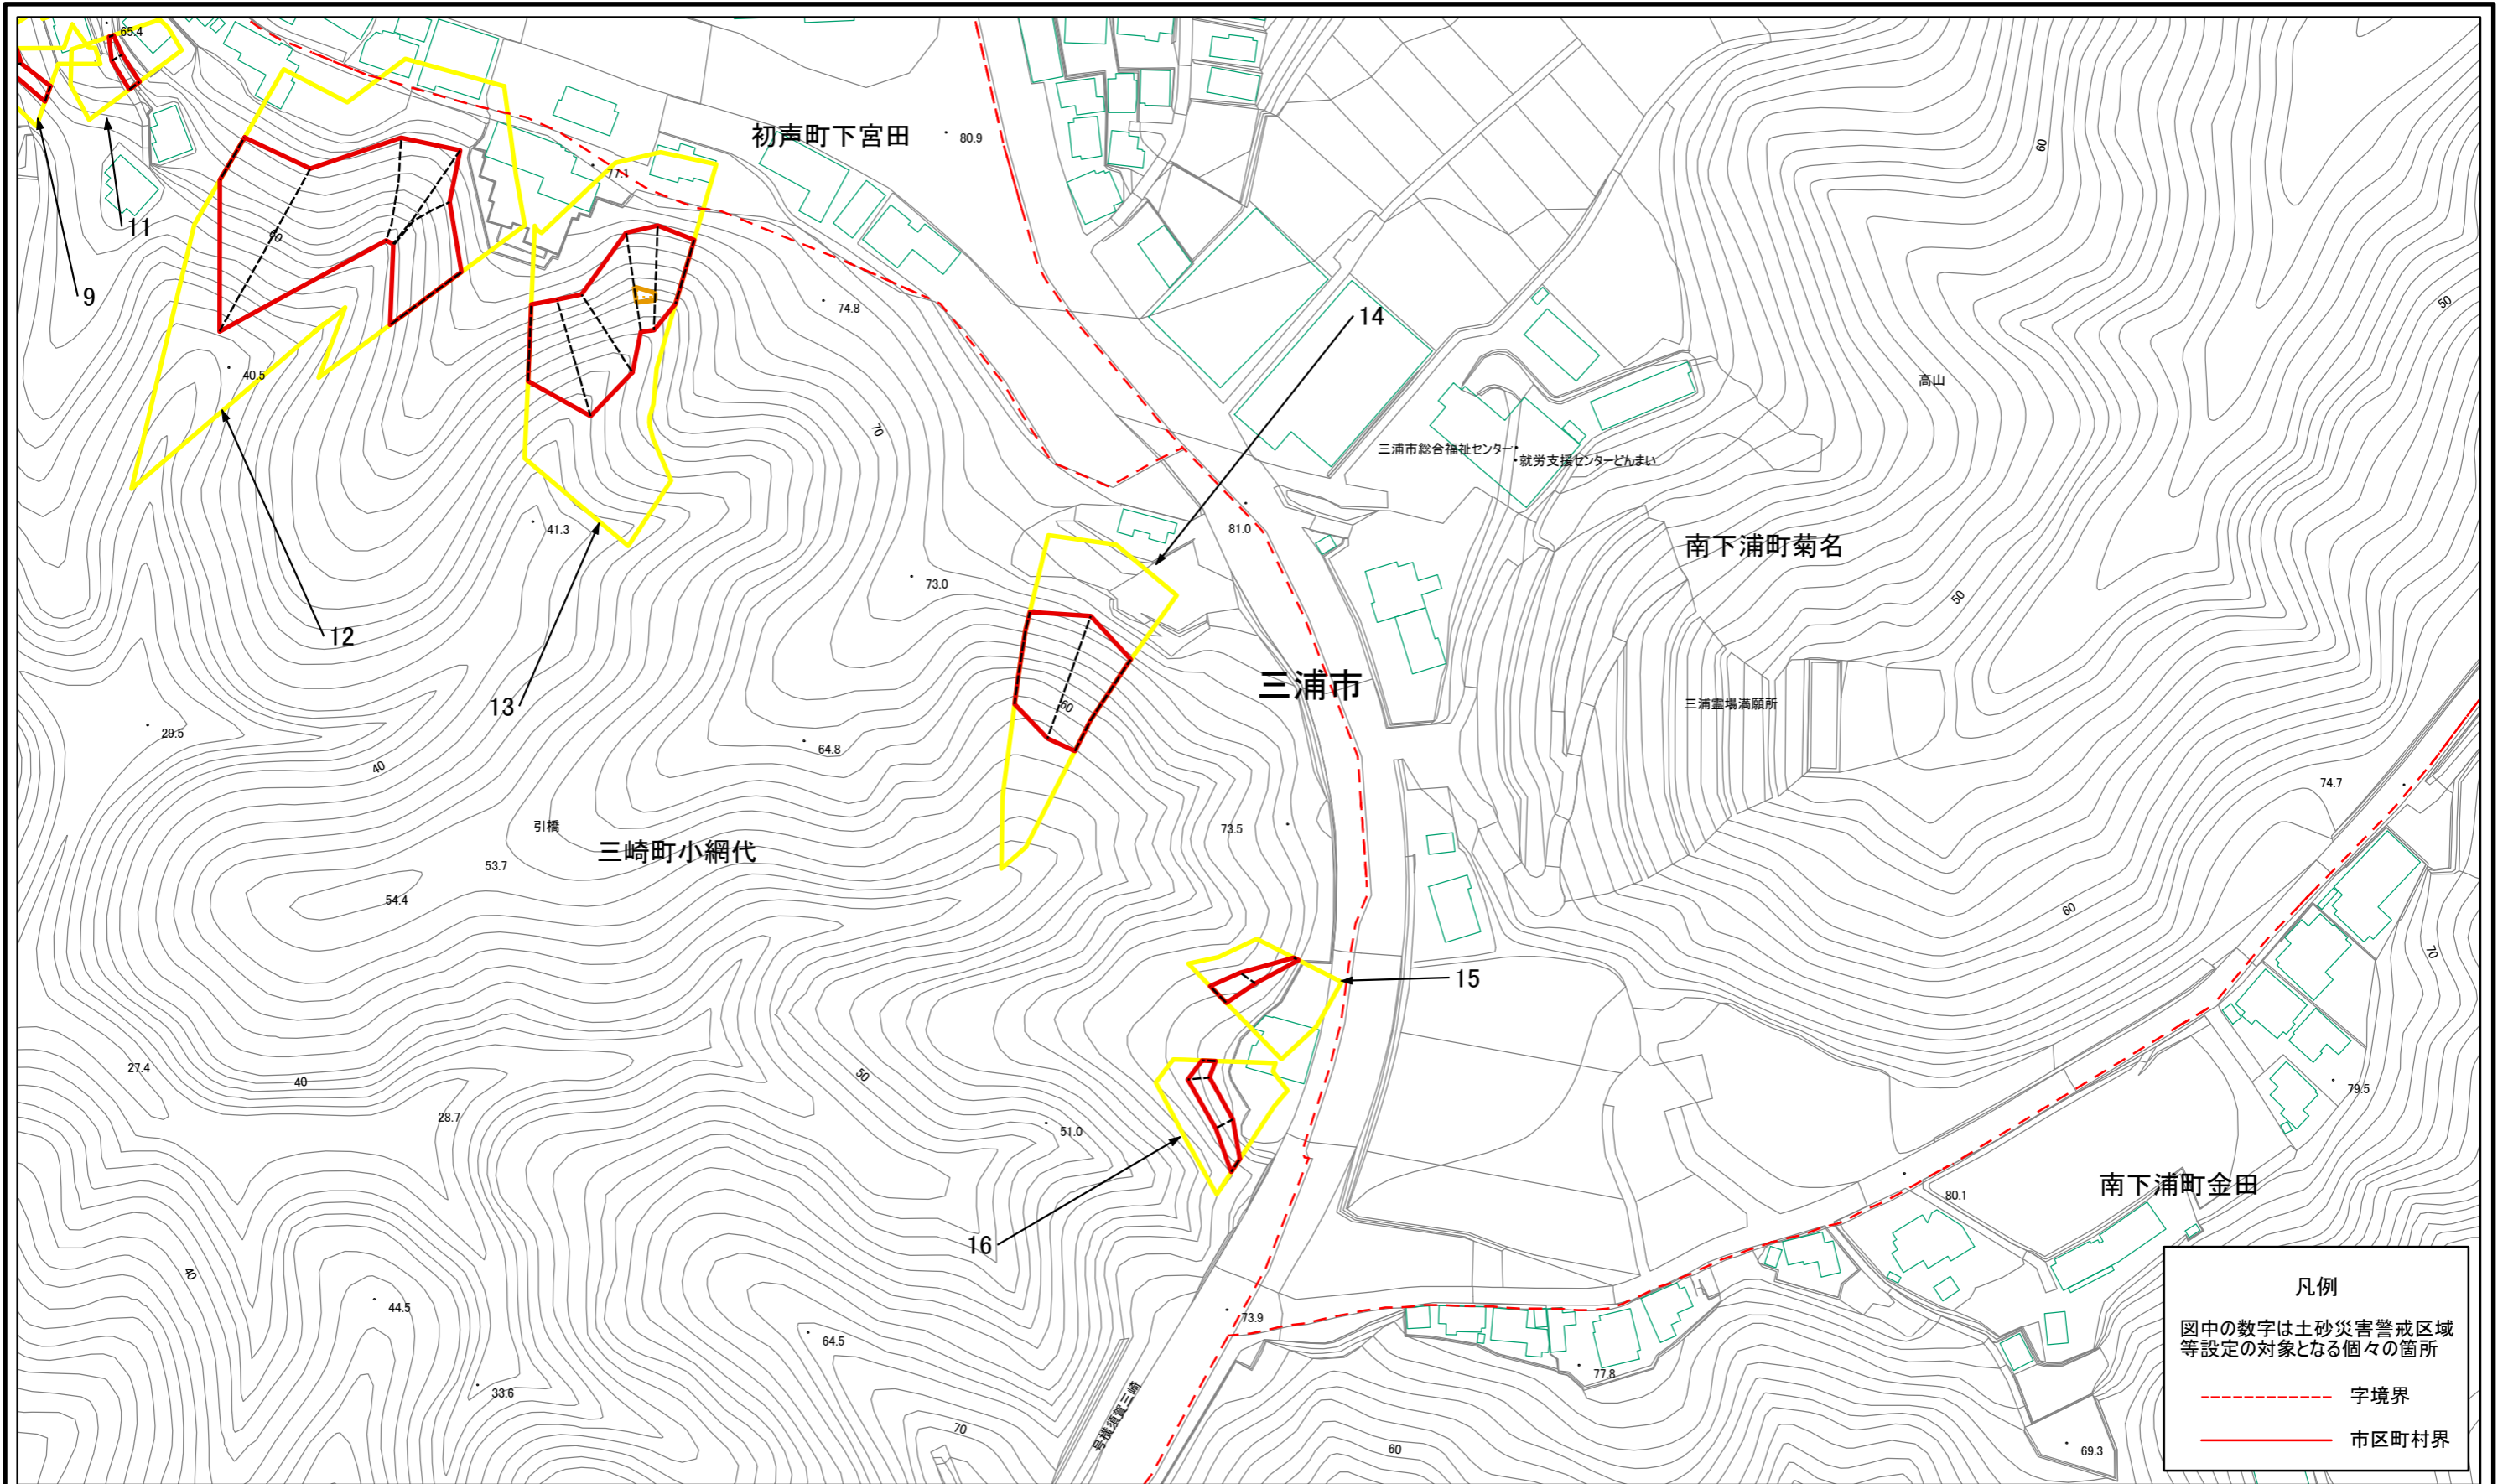 65.4
初声町下宮田
80.9
77.1
60
11
60
9
74.8
50
14
40.5
高山
70
三浦市総合福祉センター
就労支援センターどんまい
81.0
41.3
南下浦町菊名
73.0
50
12
三浦市
13
60
三浦霊場満願所
29.5
64.8
40
74.7
引橋
73.5
三崎町小網代
53.7
54.4
60
70
15
27.4
50
40
79.5
28.7
51.0
南下浦町金田
80.1
16
40
44.5
73.9
64.5
77.8
33.6
号横須賀三崎
70
60
69.3
凡例
図中の数字は土砂災害警戒区域
等設定の対象となる個々の箇所
字境界
市区町村界